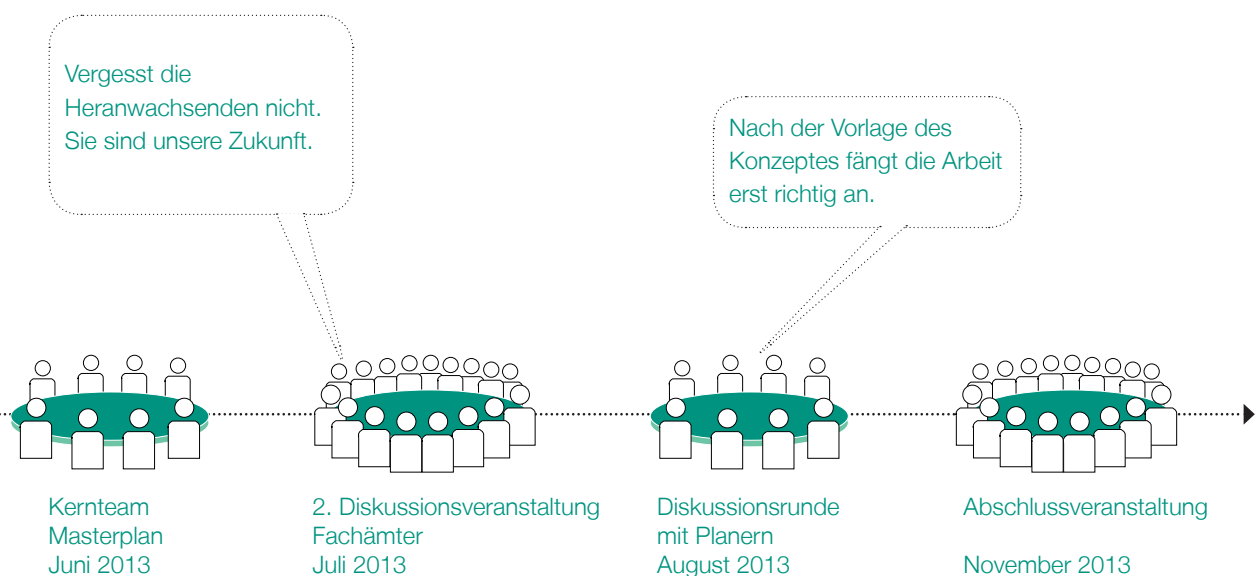 Vergesst die
Heranwachsenden nicht.
Sie sind unsere Zukunft.
Nach der Vorlage des
Konzeptes fängt die Arbeit
erst richtig an.
Kernteam
Masterplan
Juni 2013
2. Diskussionsveranstaltung
Fachämter
Juli 2013
Diskussionsrunde
mit Planern
August 2013
Abschlussveranstaltung
November 2013